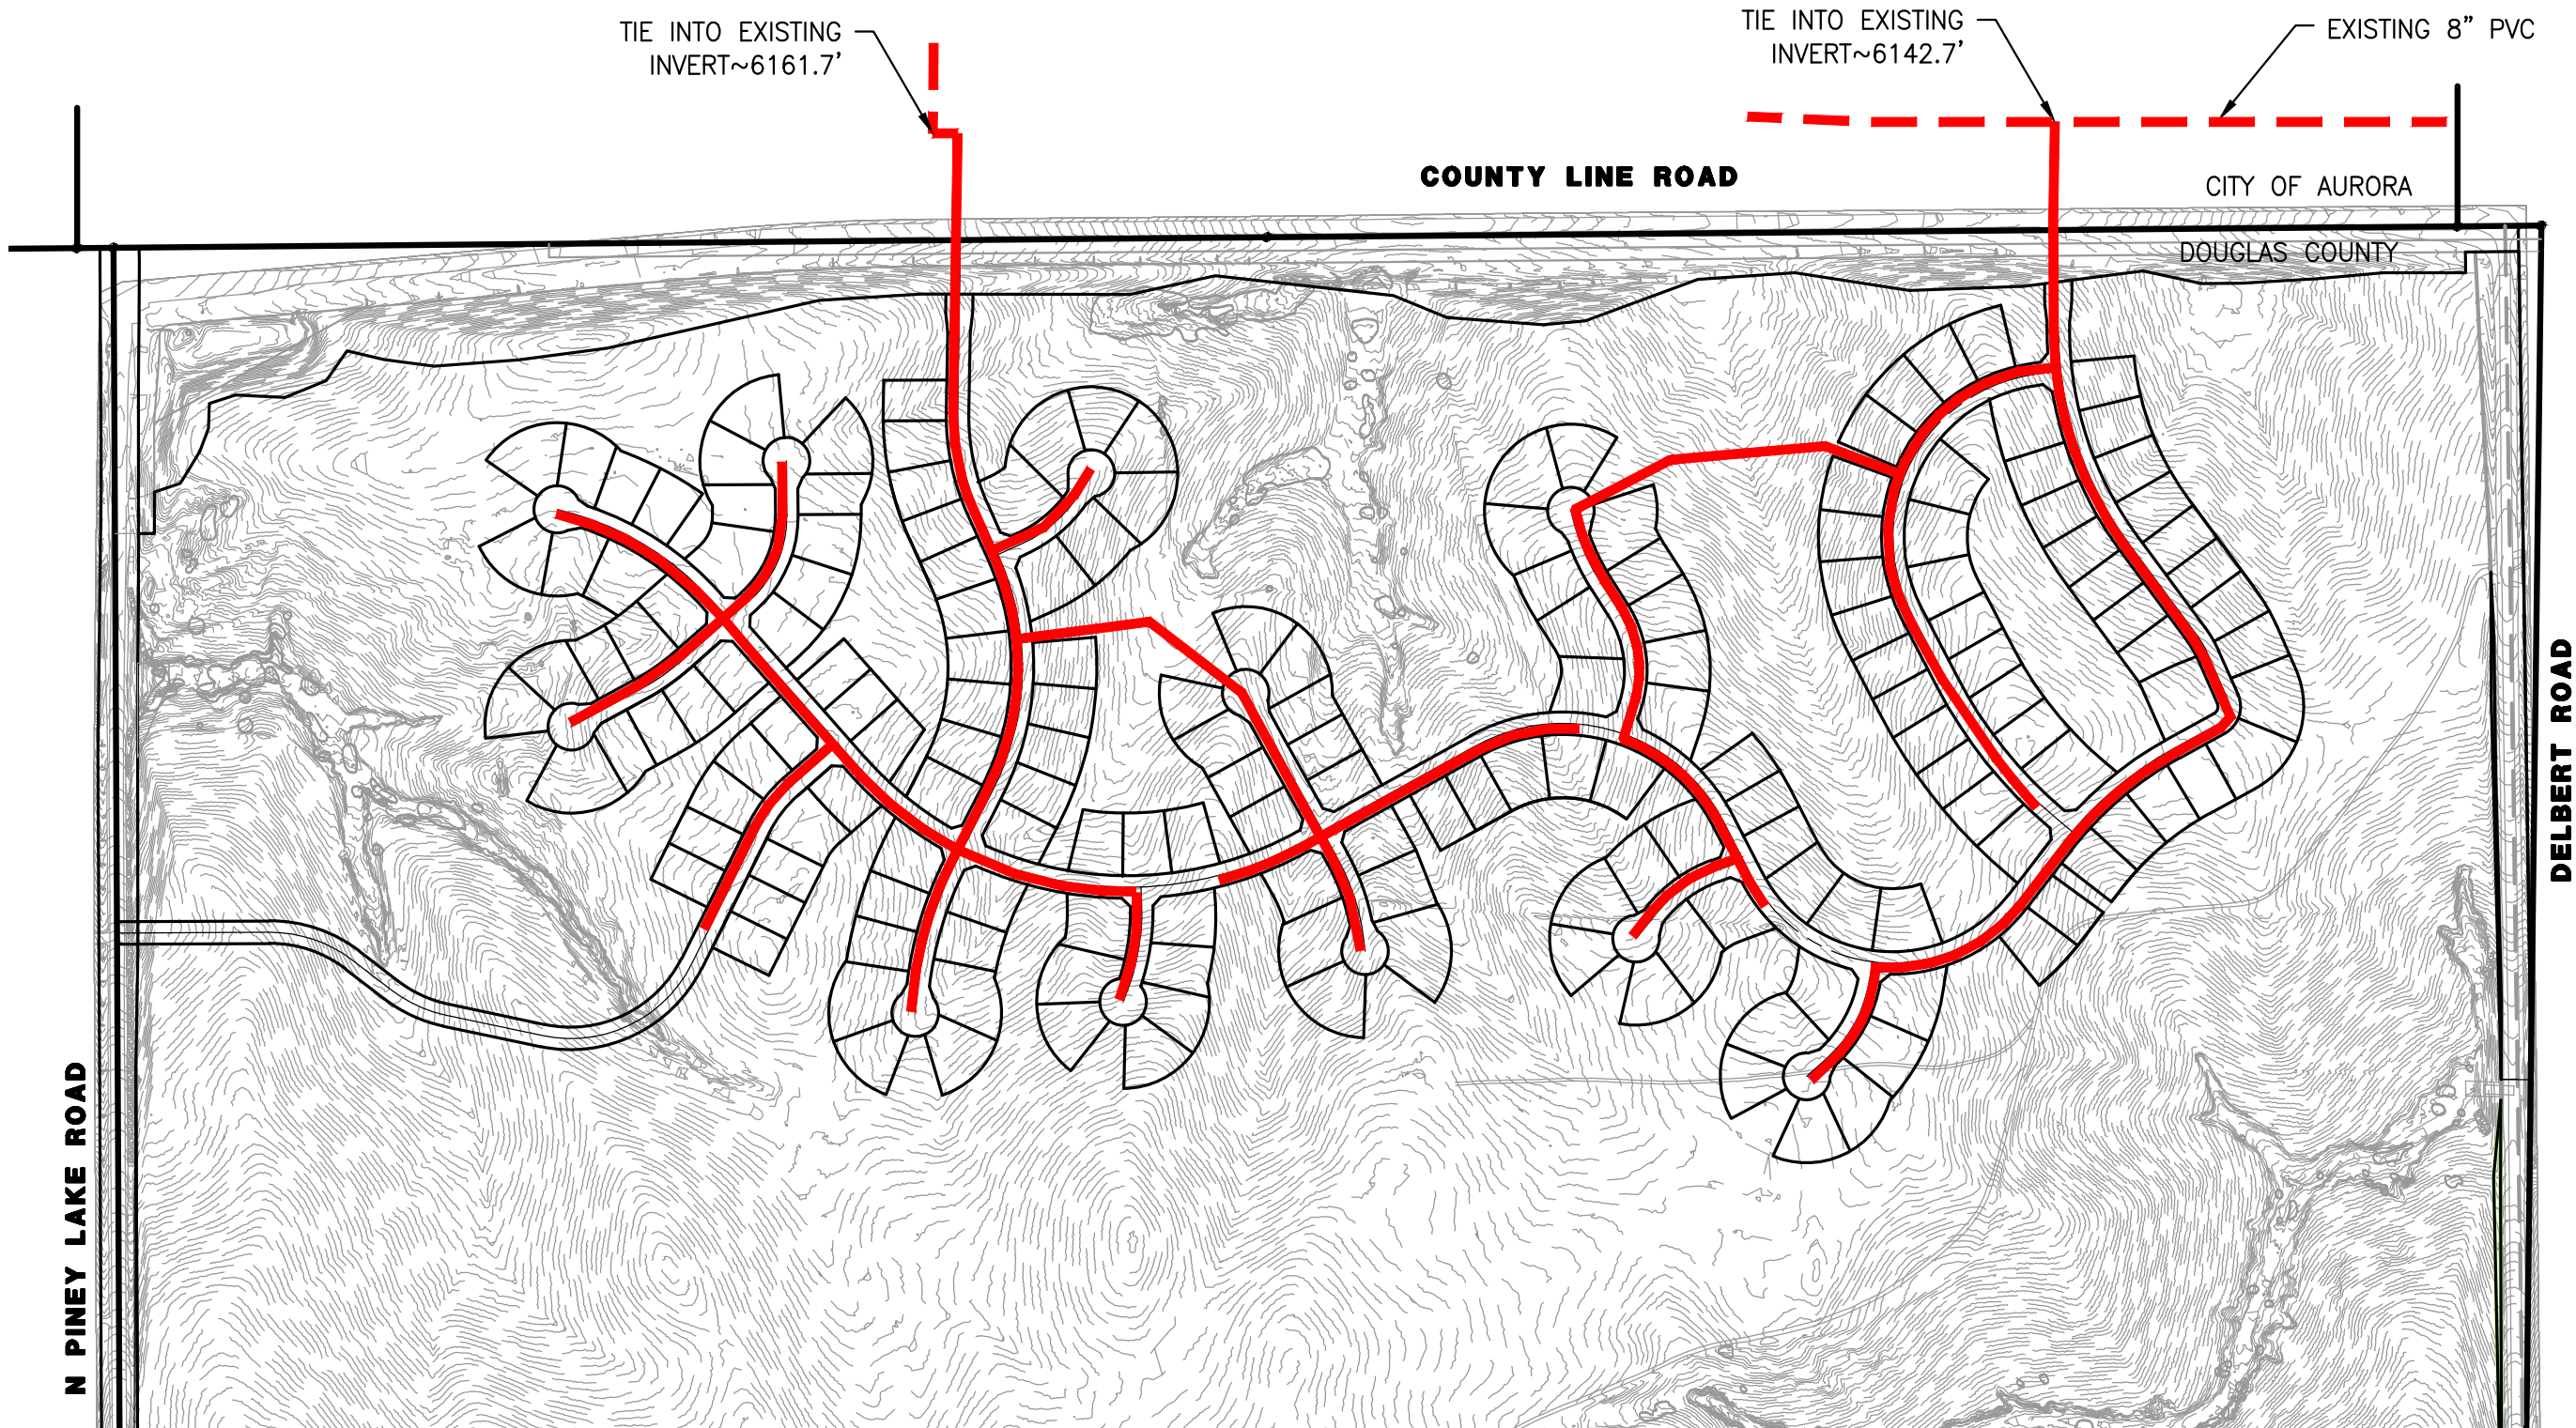 TIE INTO EXISTING
INVERT~6161.7'
TIE INTO EXISTING
INVERT~6142.7'
EXISTING 8" PVC
COUNTY LINE ROAD
CITY OF AURORA
DOUGLAS COUNTY
DELBERT ROAD
N PINEY LAKE ROAD